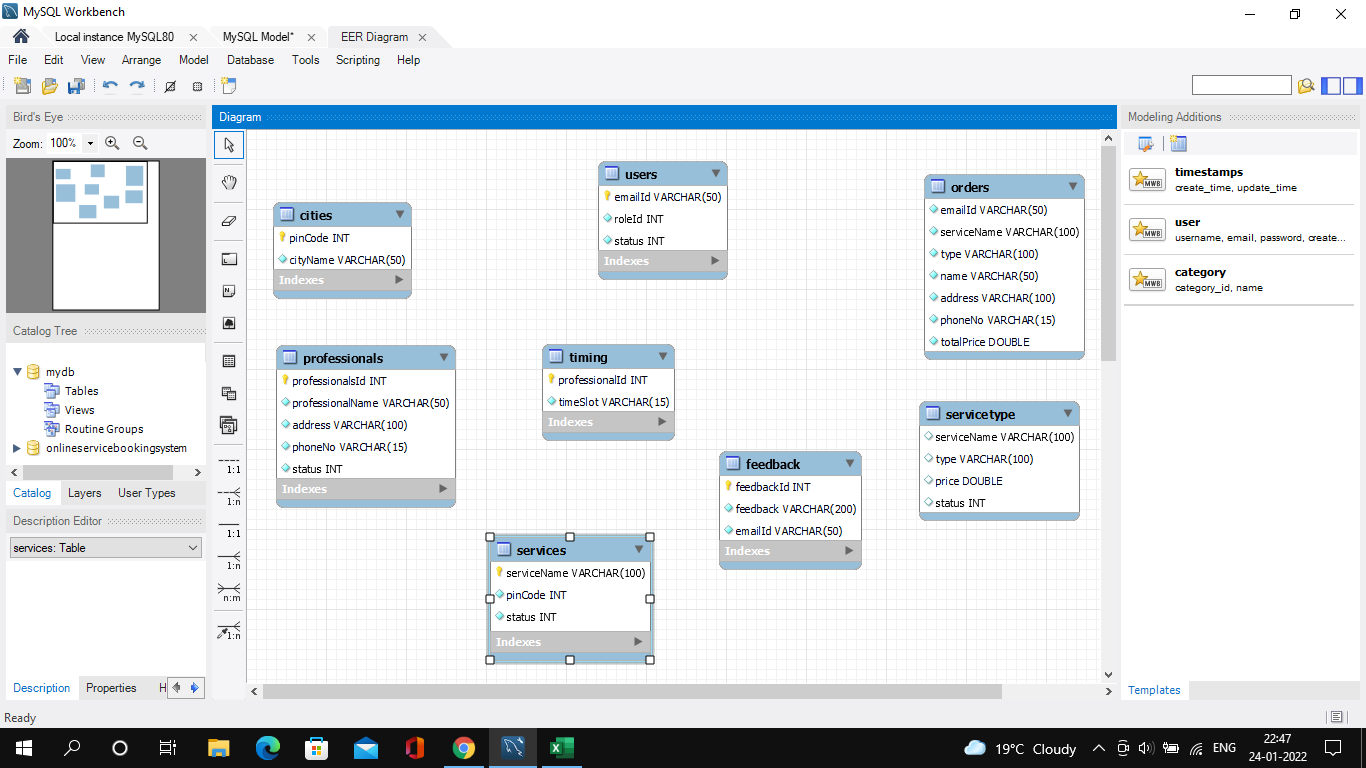 MySQL Workbench
Local instance MySQL80
MySQL Model*
EER Diagram
File Edit View Arrange Model Database Tools Scripting Help
Bird's Eye
Zoom: 100%
Catalog Tree
mydb
Tables
Views
Routine Groups
onlineservicebookingsystem
Catalog Layers User Types
Description Editor
services: Table
Description Properties H
Diagram
1:1
1:n
1:1
1:n
n:m
1:n
cities
pinCode INT
cityName VARCHAR(50)
Indexes
users
emailId VARCHAR(50)
roleId INT
status INT
Indexes
orders
emailId VARCHAR(50)
serviceName VARCHAR(100)
type VARCHAR(100)
name VARCHAR(50)
address VARCHAR(100)
phoneNo VARCHAR(15)
totalPrice DOUBLE
professionals
professionalsId INT
professionalName VARCHAR(50)
address VARCHAR(100)
phoneNo VARCHAR(15)
status INT
Indexes
timing
professionalId INT
timeSlot VARCHAR(15)
Indexes
servicetype
serviceName VARCHAR(100)
type VARCHAR(100)
price DOUBLE
status INT
feedback
feedbackId INT
feedback VARCHAR(200)
emailId VARCHAR(50)
Indexes
services
serviceName VARCHAR(100)
pinCode INT
status INT
Indexes
Modeling Additions
MWB
timestamps
create_time, update_time
MWB
user
username, email, password, create...
MWB
category
category_id, name
Templates
Ready
19°C Cloudy
ENG
22:47
24-01-2022